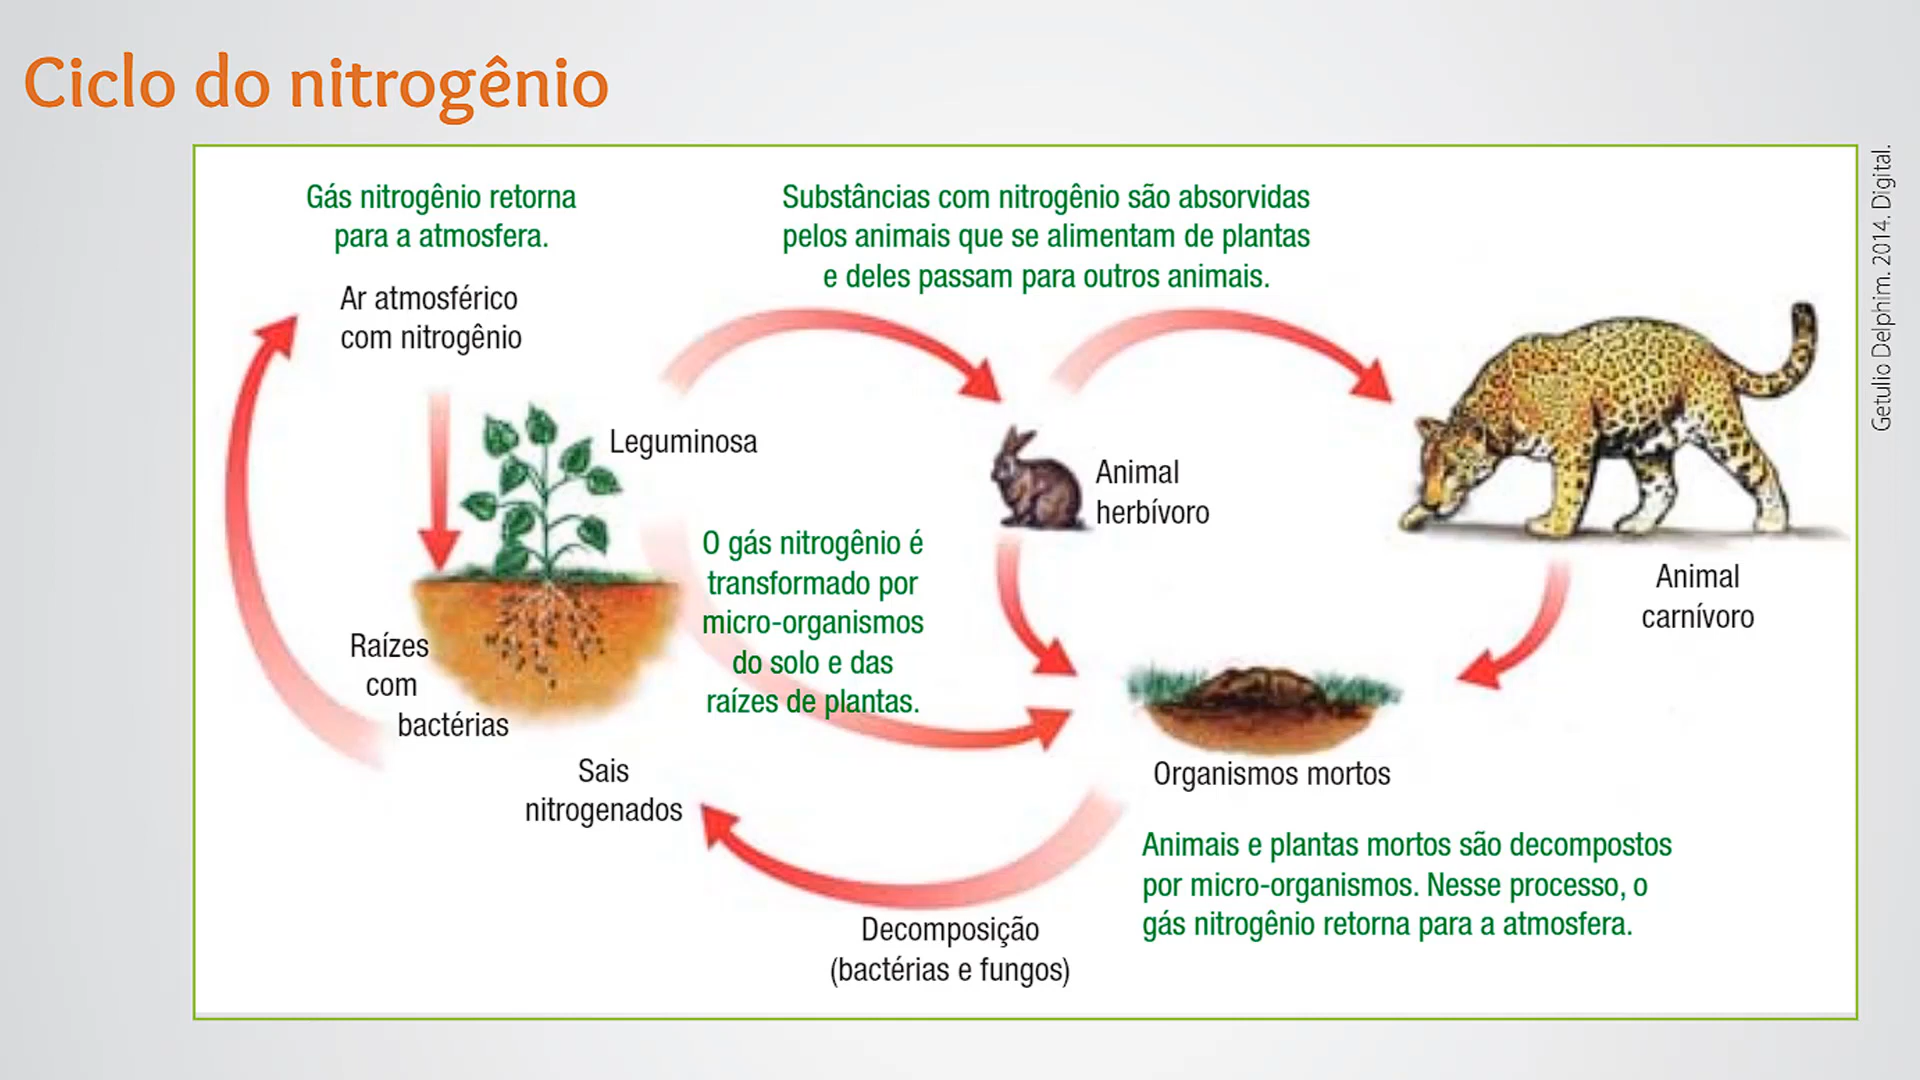 Ciclo do nitrogênio
Gás nitrogênio retorna
para a atmosfera.
Substâncias com nitrogênio são absorvidas
pelos animais que se alimentam de plantas
e deles passam para outros animais.
Ar atmosférico
com nitrogênio
Leguminosa
Animal
herbívoro
O gás nitrogênio é
transformado por
micro-organismos
do solo e das
raízes de plantas.
Animal
carnívoro
Raízes
com
bactérias
Sais
nitrogenados
Organismos mortos
Animais e plantas mortos são decompostos
por micro-organismos. Nesse processo, o
gás nitrogênio retorna para a atmosfera.
Decomposição
(bactérias e fungos)
Getulio Delphim. 2014. Digital.